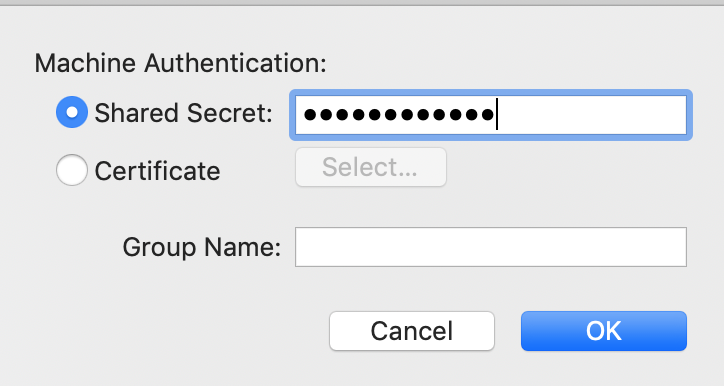 Machine Authentication:
Shared Secret: ••••••••••••
Certificate Select...
Group Name:
Cancel OK